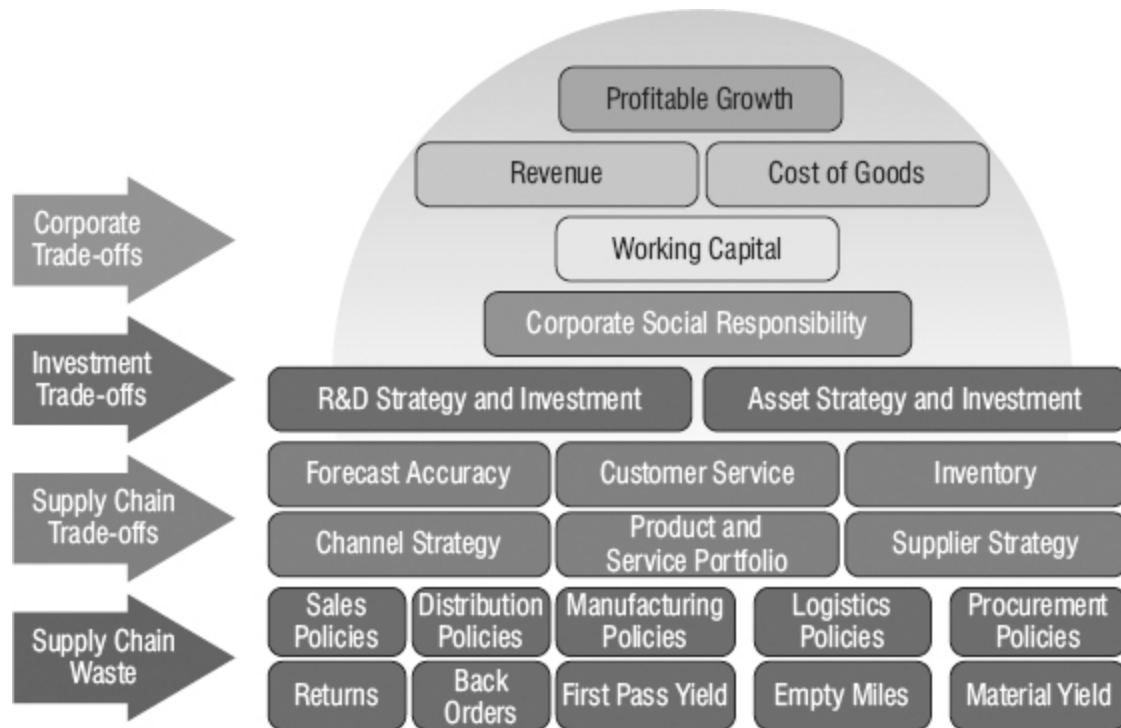 Profitable Growth
Revenue
Cost of Goods
Corporate
Trade-offs
Working Capital
Corporate Social Responsibility
Investment
Trade-offs
R&D Strategy and Investment
Asset Strategy and Investment
Forecast Accuracy
Customer Service
Inventory
Supply Chain
Trade-offs
Channel Strategy
Product and
Service Portfolio
Supplier Strategy
Supply Chain
Waste
Sales
Policies
Distribution
Policies
Manufacturing
Policies
Logistics
Policies
Procurement
Policies
Returns
Back
Orders
First Pass Yield
Empty Miles
Material Yield